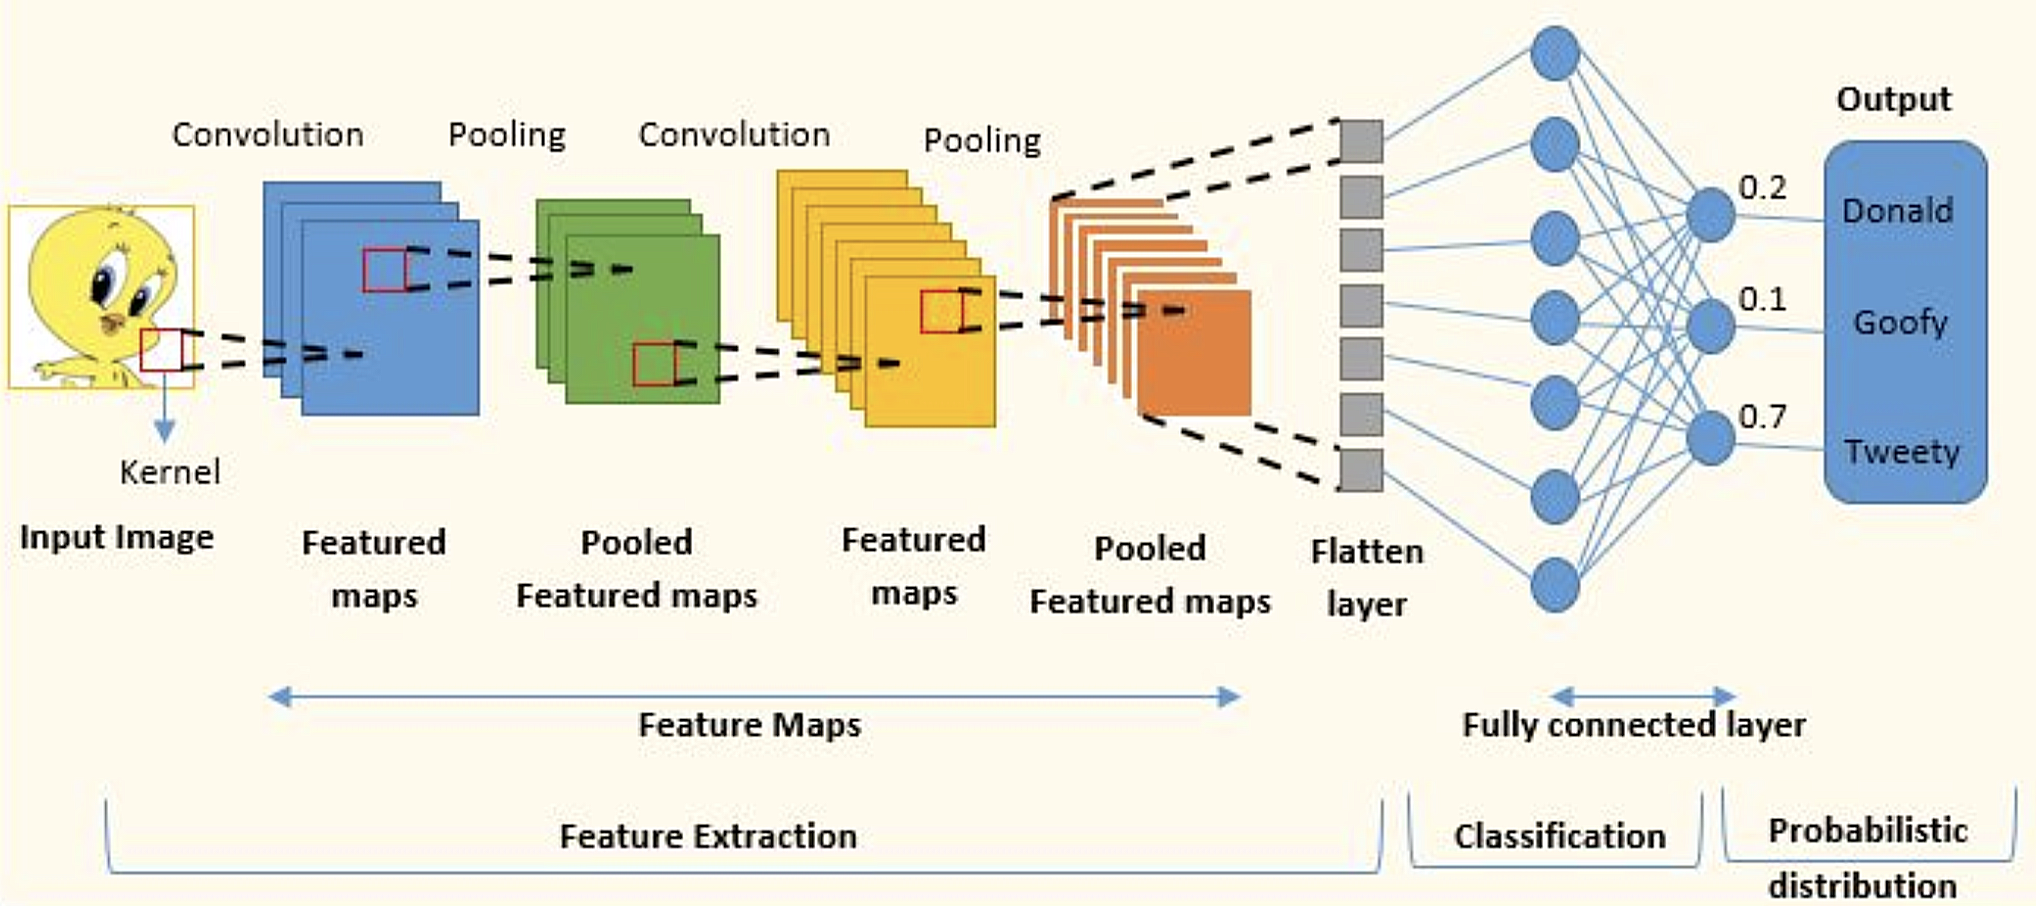 Output
Convolution
Pooling
Convolution
Pooling
0.2
Donald
0.1
Goofy
0.7
Tweety
Kernel
Input Image
Featured
maps
Pooled
Featured maps
Featured
maps
Pooled
Featured maps
Flatten
layer
Feature Maps
Fully connected layer
Feature Extraction
Classification
Probabilistic
distribution